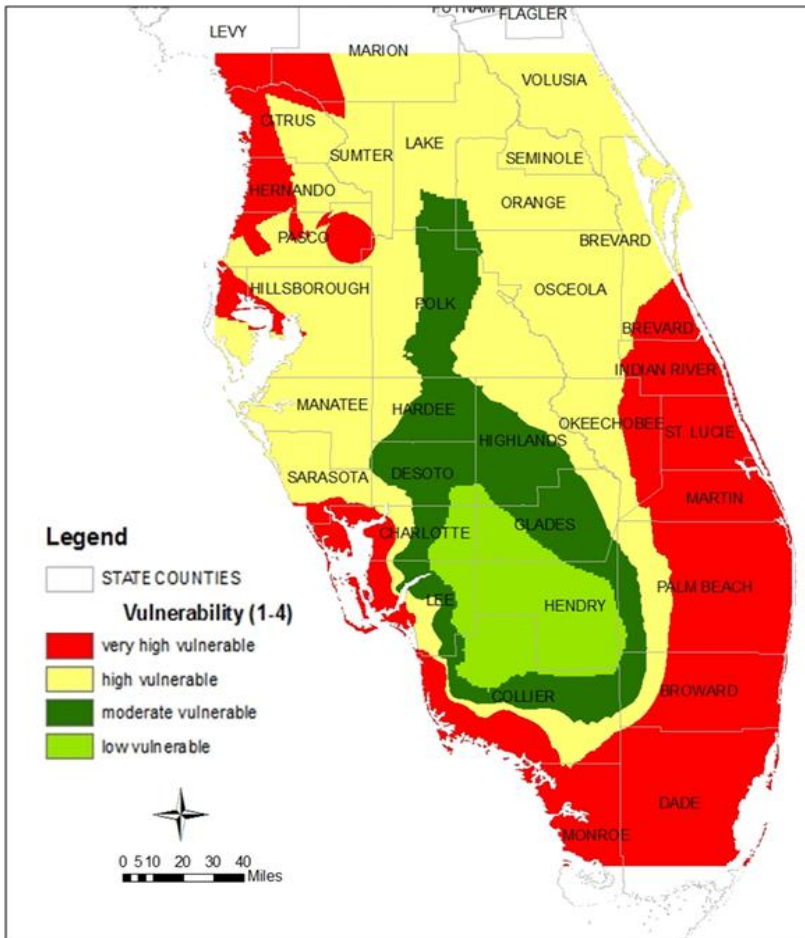 PUTNAM
FLAGLER
LEVY
MARION
VOLUSIA
CITRUS
LAKE
SUMTER
SEMINOLE
HERNANDO
ORANGE
PASCO
BREVARD
HILLSBOROUGH
OSCEOLA
POLK
BREVARD
INDIAN RIVER
MANATEE
HARDEE
OKEECHOBEE
ST. LUCIE
HIGHLANDS
SARASOTA
DESOTO
MARTIN
CHARLOTTE
GLADES
PALM BEACH
LEE
HENDRY
BROWARD
COLLIER
DADE
MONROE
Legend
STATE COUNTIES
Vulnerability (1-4)
very high vulnerable
high vulnerable
moderate vulnerable
low vulnerable
0 5 10 20 30 40
Miles